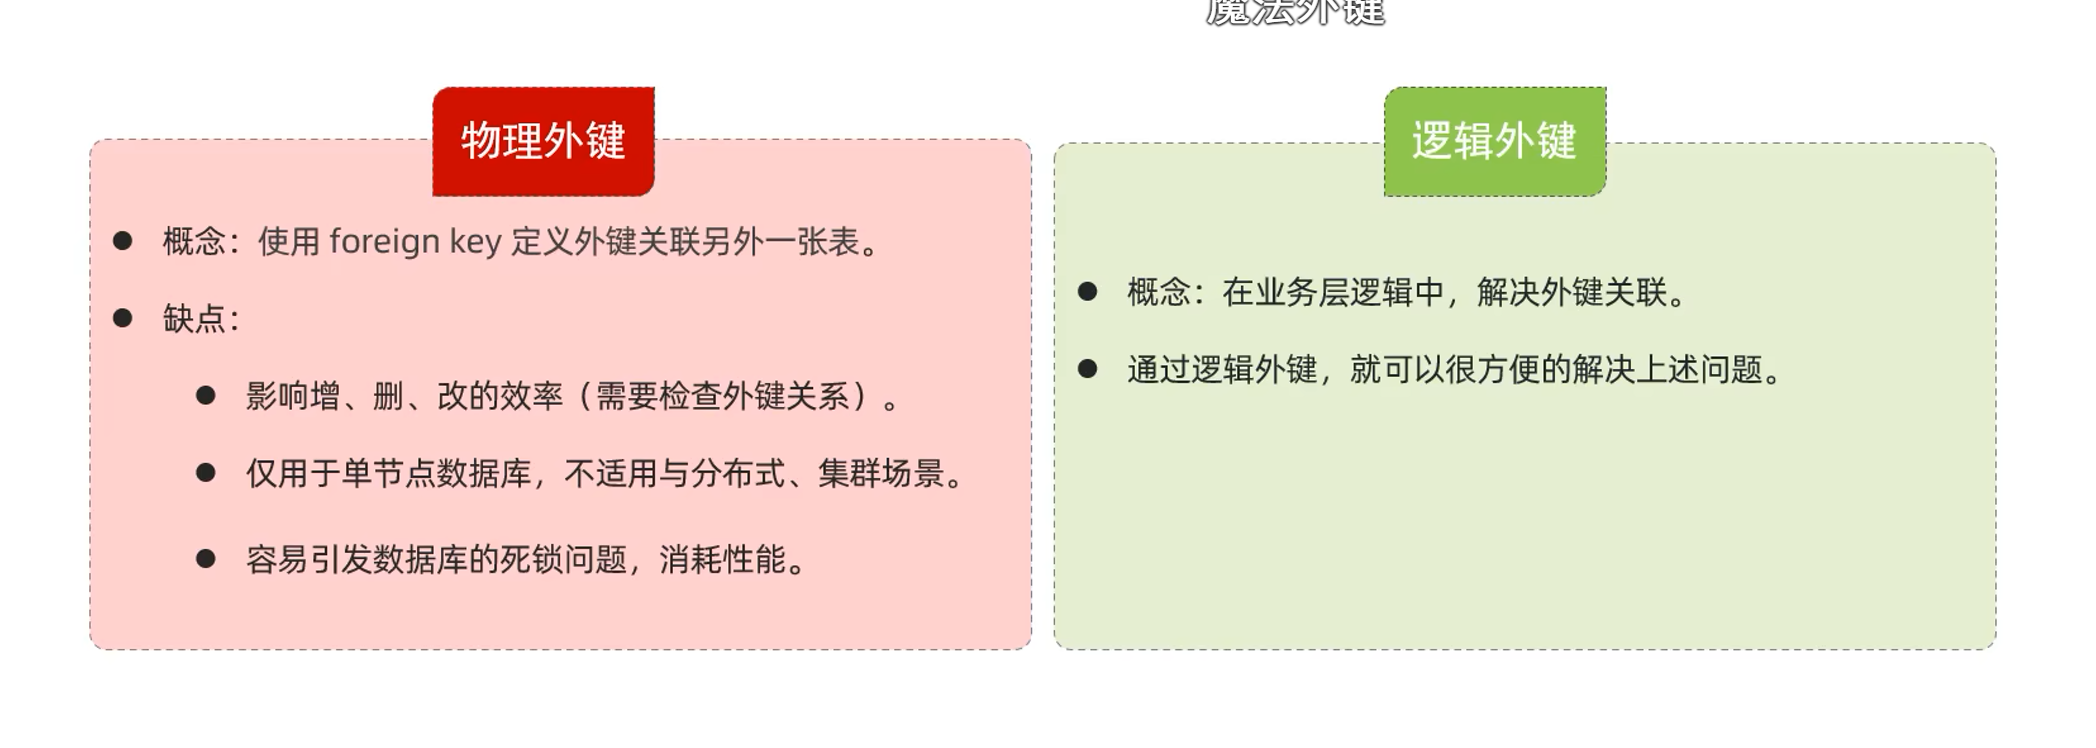 魔法外键
物理外键
概念：使用 foreign key 定义外键关联另外一张表。
缺点：
影响增、删、改的效率（需要检查外键关系）。
仅用于单节点数据库，不适用与分布式、集群场景。
容易引发数据库的死锁问题，消耗性能。
逻辑外键
概念：在业务层逻辑中，解决外键关联。
通过逻辑外键，就可以很方便的解决上述问题。